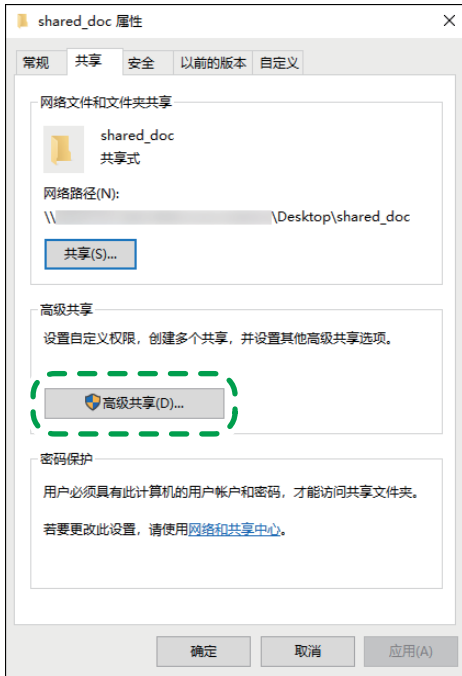 shared_doc 属性
常规 共享 安全 以前的版本 自定义
网络文件和文件夹共享
shared_doc
共享式
网络路径(N):
\\ \Desktop\shared_doc
共享(S)...
高级共享
设置自定义权限，创建多个共享，并设置其他高级共享选项。
高级共享(D)...
密码保护
用户必须具有此计算机的用户帐户和密码，才能访问共享文件夹。
若要更改此设置，请使用网络和共享中心。
确定 取消 应用(A)